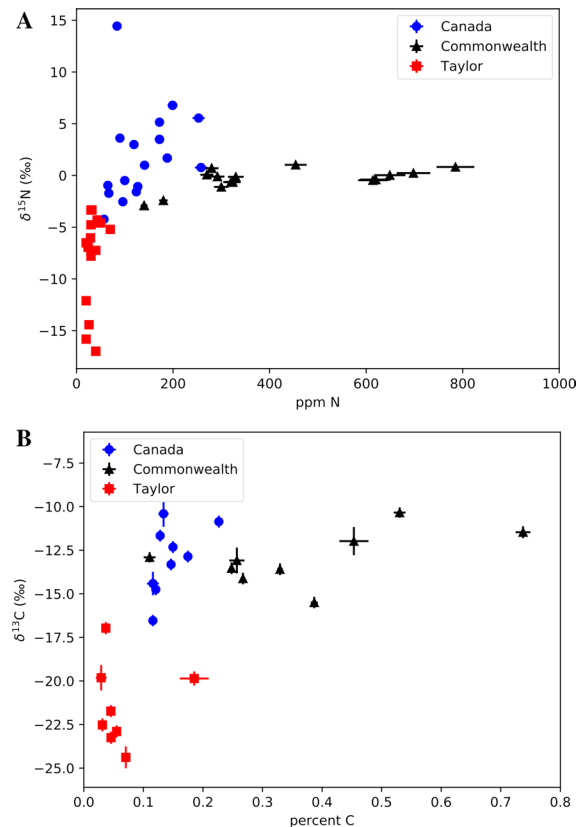 A
15
10
5
0
−5
−10
−15
δ¹⁵N (‰)
Canada
Commonwealth
Taylor
0 200 400 600 800 1000
ppm N
B
−7.5
−10.0
−12.5
−15.0
−17.5
−20.0
−22.5
−25.0
δ¹³C (‰)
Canada
Commonwealth
Taylor
0.0 0.1 0.2 0.3 0.4 0.5 0.6 0.7 0.8
percent C